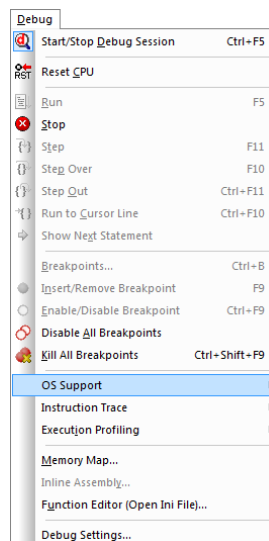 Debug
Start/Stop Debug Session Ctrl+F5
RST Reset CPU
Run F5
Stop
Step F11
Step Over F10
Step Out Ctrl+F11
Run to Cursor Line Ctrl+F10
Show Next Statement
Breakpoints... Ctrl+B
Insert/Remove Breakpoint F9
Enable/Disable Breakpoint Ctrl+F9
Disable All Breakpoints
Kill All Breakpoints Ctrl+Shift+F9
OS Support
Instruction Trace
Execution Profiling
Memory Map...
Inline Assembly...
Function Editor (Open Ini File)...
Debug Settings...